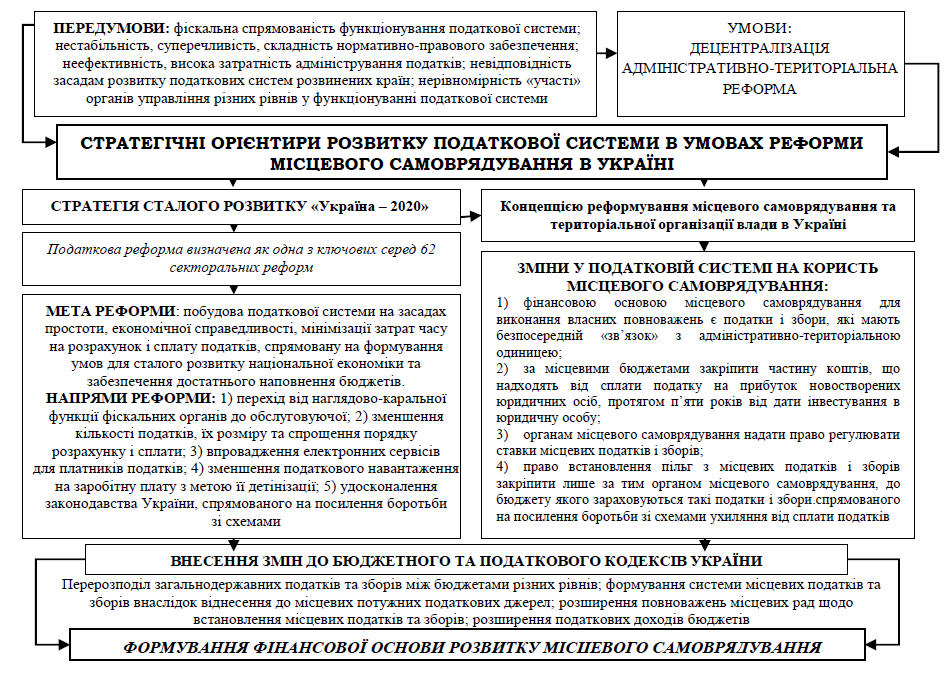 ПЕРЕДУМОВИ: фіскальна спрямованість функціонування податкової системи;
нестабільність, суперечливість, складність нормативно-правового забезпечення;
неефективність, висока затратність адміністрування податків; невідповідність
засадам розвитку податкових систем розвинених країн; нерівномірність «участі»
органів управління різних рівнів у функціонуванні податкової системи
УМОВИ:
ДЕЦЕНТРАЛІЗАЦІЯ
АДМІНІСТРАТИВНО-ТЕРИТОРІАЛЬНА
РЕФОРМА
СТРАТЕГІЧНІ ОРІЄНТИРИ РОЗВИТКУ ПОДАТКОВОЇ СИСТЕМИ В УМОВАХ РЕФОРМИ
МІСЦЕВОГО САМОВРЯДУВАННЯ В УКРАЇНІ
СТРАТЕГІЯ СТАЛОГО РОЗВИТКУ «Україна – 2020»
Податкова реформа визначена як одна з ключових серед 62
секторальних реформ
МЕТА РЕФОРМИ: побудова податкової системи на засадах
простоти, економічної справедливості, мінімізації затрат часу
на розрахунок і сплату податків, спрямовану на формування
умов для сталого розвитку національної економіки та
забезпечення достатнього наповнення бюджетів.
НАПРЯМИ РЕФОРМИ: 1) перехід від наглядово-каральної
функції фіскальних органів до обслуговуючої; 2) зменшення
кількості податків, їх розміру та спрощення порядку
розрахунку і сплати; 3) впровадження електронних сервісів
для платників податків; 4) зменшення податкового навантаження
на заробітну плату з метою її детінізації; 5) удосконалення
законодавства України, спрямованого на посилення боротьби
зі схемами
Концепцією реформування місцевого самоврядування та
територіальної організації влади в Україні
ЗМІНИ У ПОДАТКОВІЙ СИСТЕМІ НА КОРИСТЬ
МІСЦЕВОГО САМОВРЯДУВАННЯ:
1) фінансовою основою місцевого самоврядування для
виконання власних повноважень є податки і збори, які мають
безпосередній «зв’язок» з адміністративно-територіальною
одиницею;
2) за місцевими бюджетами закріпити частину коштів, що
надходять від сплати податку на прибуток новостворених
юридичних осіб, протягом п’яти років від дати інвестування в
юридичну особу;
3) органам місцевого самоврядування надати право регулювати
ставки місцевих податків і зборів;
4) право встановлення пільг з місцевих податків і зборів
закріпити лише за тим органом місцевого самоврядування, до
бюджету якого зараховуються такі податки і збори.спрямованого
на посилення боротьби зі схемами ухиляння від сплати податків
ВНЕСЕННЯ ЗМІН ДО БЮДЖЕТНОГО ТА ПОДАТКОВОГО КОДЕКСІВ УКРАЇНИ
Перерозподіл загальнодержавних податків та зборів між бюджетами різних рівнів; формування системи місцевих податків та
зборів внаслідок віднесення до місцевих потужних податкових джерел; розширення повноважень місцевих рад щодо
встановлення місцевих податків та зборів; розширення податкових доходів бюджетів
ФОРМУВАННЯ ФІНАНСОВОЇ ОСНОВИ РОЗВИТКУ МІСЦЕВОГО САМОВРЯДУВАННЯ